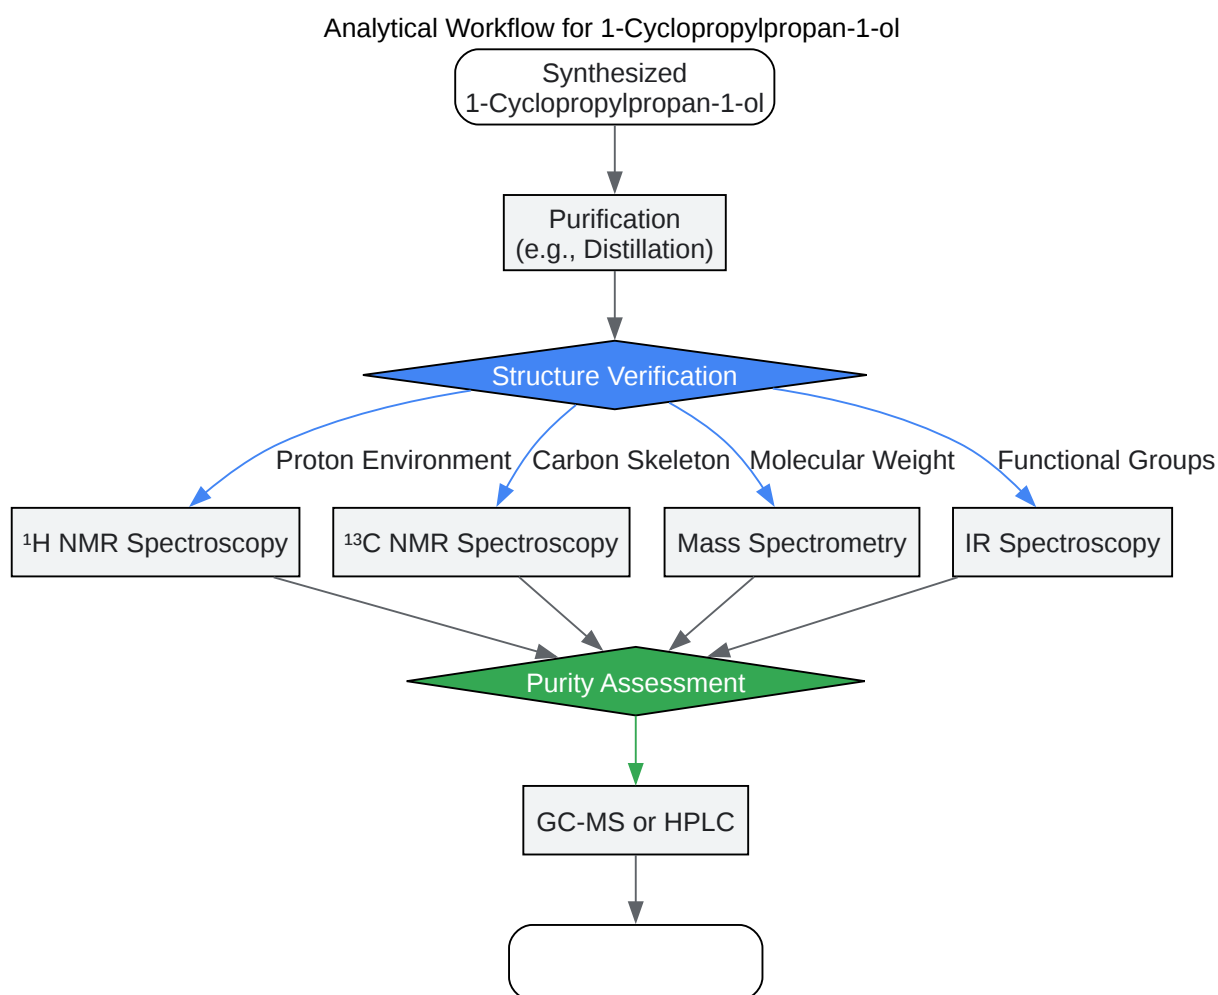 Analytical Workflow for 1-Cyclopropylpropan-1-ol
Synthesized
1-Cyclopropylpropan-1-ol
Purification
(e.g., Distillation)
Structure Verification
Proton Environment
Carbon Skeleton
Molecular Weight
Functional Groups
¹H NMR Spectroscopy
¹³C NMR Spectroscopy
Mass Spectrometry
IR Spectroscopy
Purity Assessment
GC-MS or HPLC